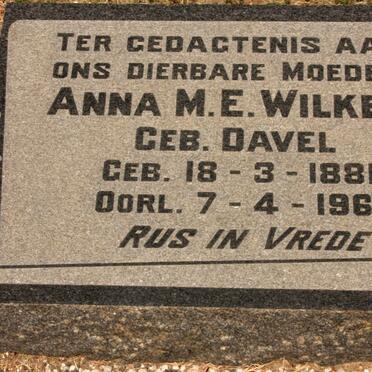 TER GEDACTENIS AA
ONS DIERBARE MOEDE
ANNA M.E. WILKE
GEB. DAVEL
GEB. 18 - 3 - 188
OORL. 7 - 4 - 196
RUS IN VREDE